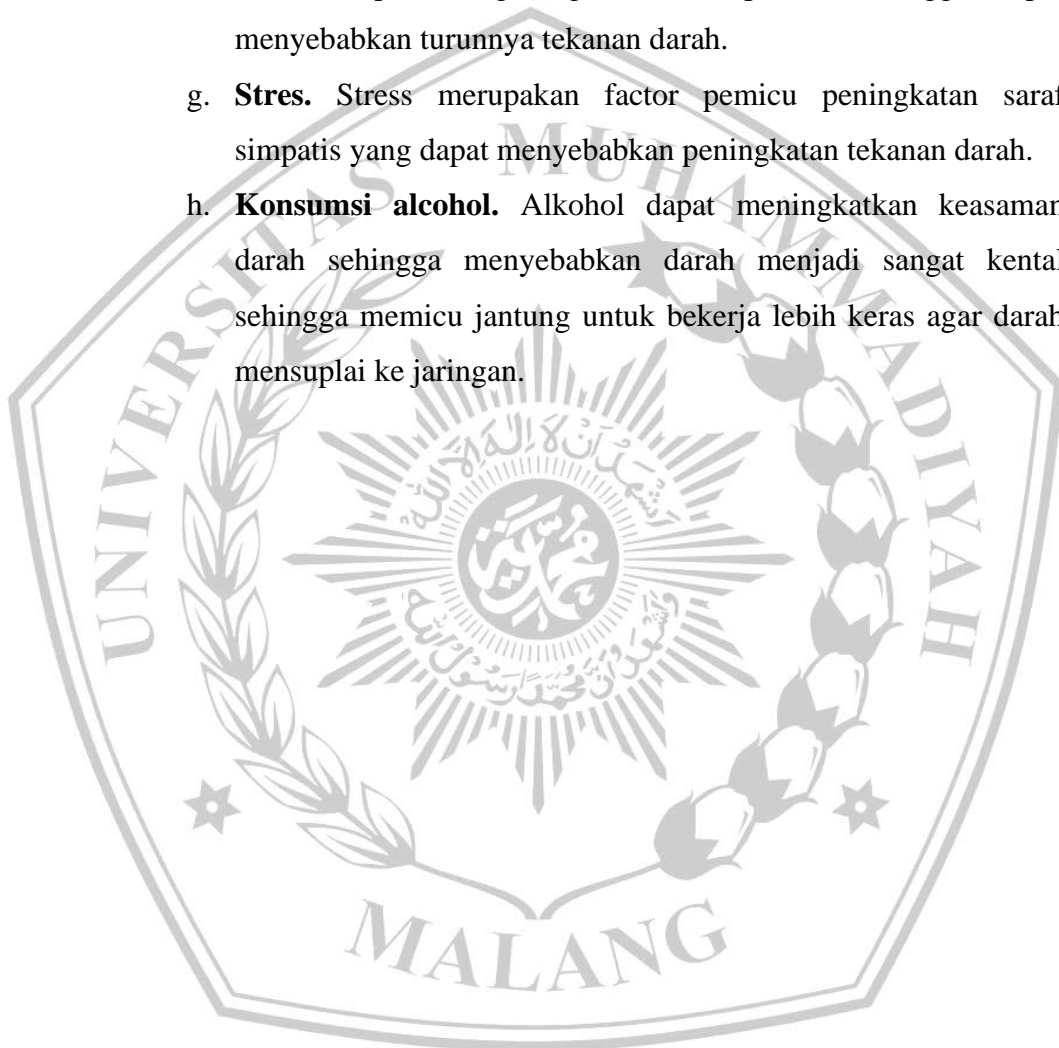 menyebabkan turunnya tekanan darah.
g. Stres. Stress merupakan factor pemicu peningkatan saraf
simpatis yang dapat menyebabkan peningkatan tekanan darah.
h. Konsumsi alcohol. Alkohol dapat meningkatkan keasaman
darah sehingga menyebabkan darah menjadi sangat kental
sehingga memicu jantung untuk bekerja lebih keras agar darah
mensuplai ke jaringan.
UNIVERSITAS MUHAMMADIYAH
MALANG